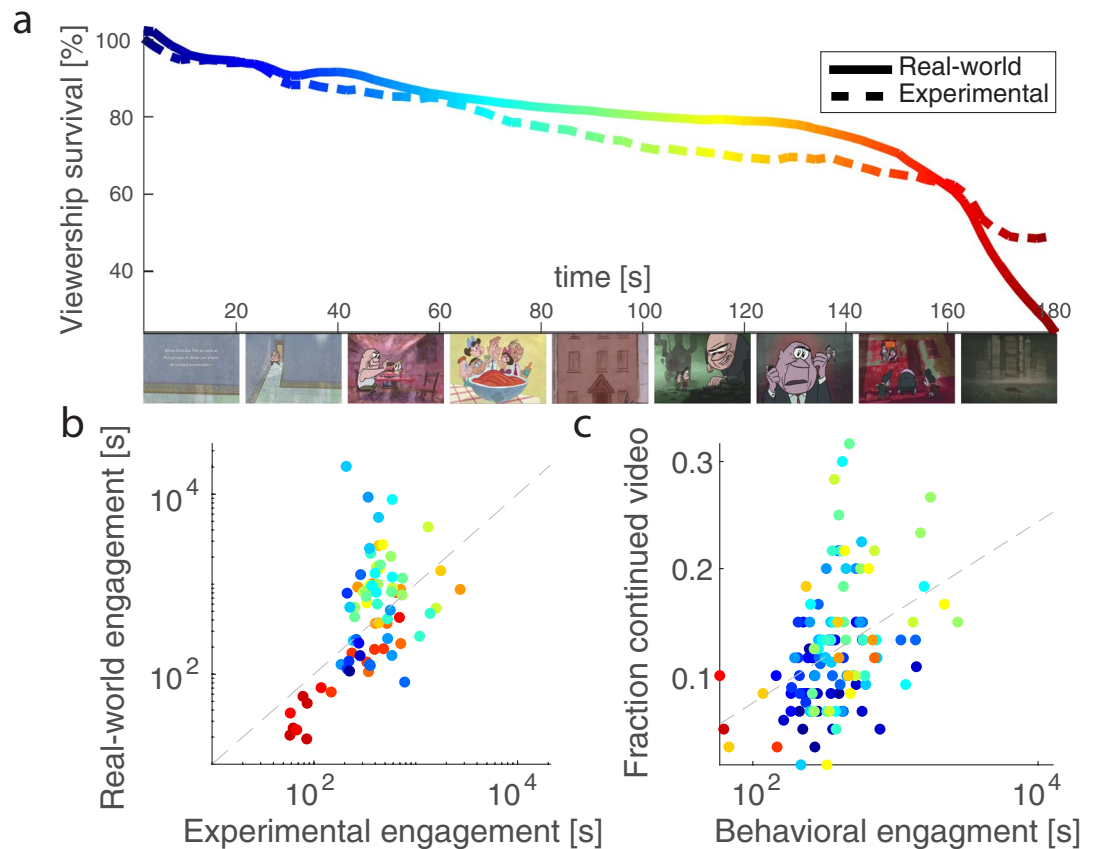 a
Viewership survival [%]
100
80
60
40
Real-world
Experimental
time [s]
20 40 60 80 100 120 140 160 180
b
Real-world engagement [s]
10^4
10^2
10^2 10^4
Experimental engagement [s]
c
Fraction continued video
0.3
0.2
0.1
10^2 10^4
Behavioral engagment [s]